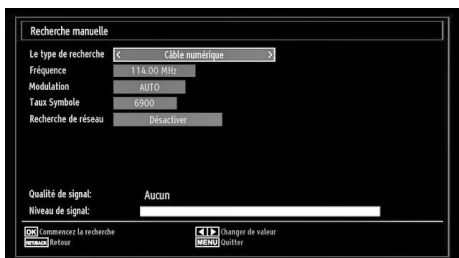 Recherche manuelle
Le type de recherche < Câble numérique >
Fréquence 114.00 MHz
Modulation AUTO
Taux Symbole 6900
Recherche de réseau Désactiver
Qualité de signal: Aucun
Niveau de signal:
OK Commencez la recherche ◀ ▶ Changer de valeur
RET/BACK Retour MENU Quitter